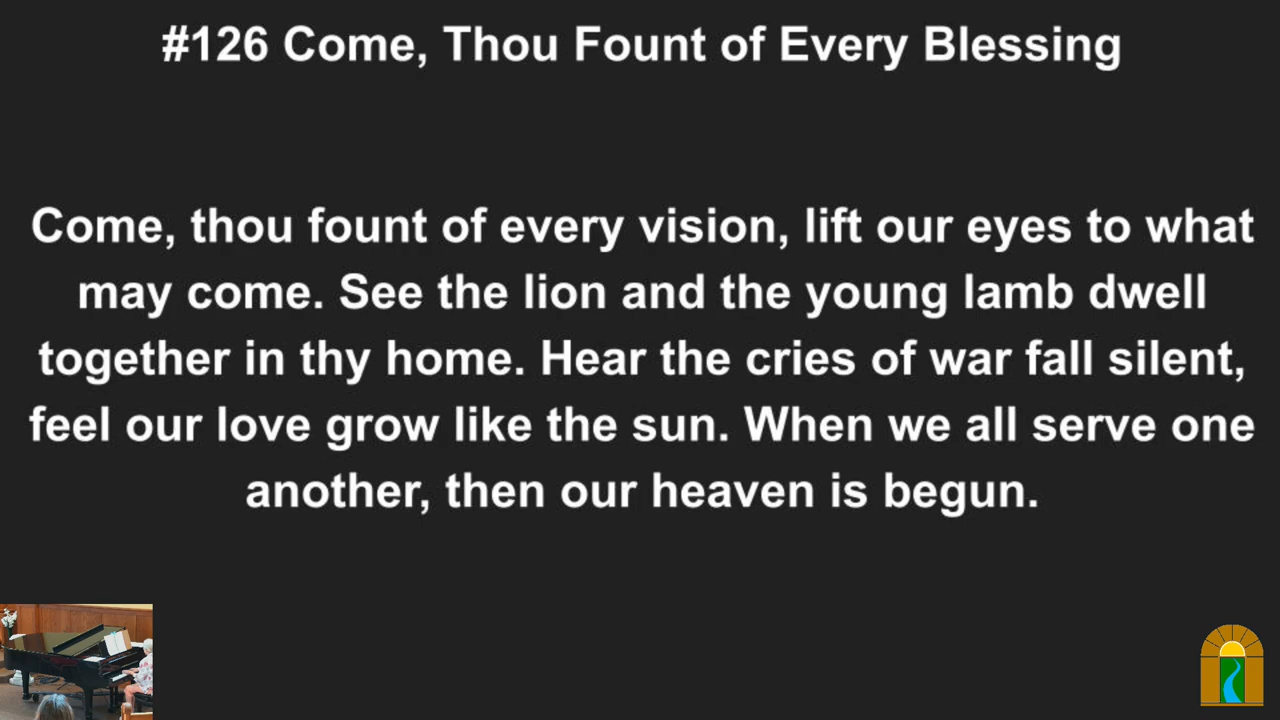 #126 Come, Thou Fount of Every Blessing
Come, thou fount of every vision, lift our eyes to what
may come. See the lion and the young lamb dwell
together in thy home. Hear the cries of war fall silent,
feel our love grow like the sun. When we all serve one
another, then our heaven is begun.